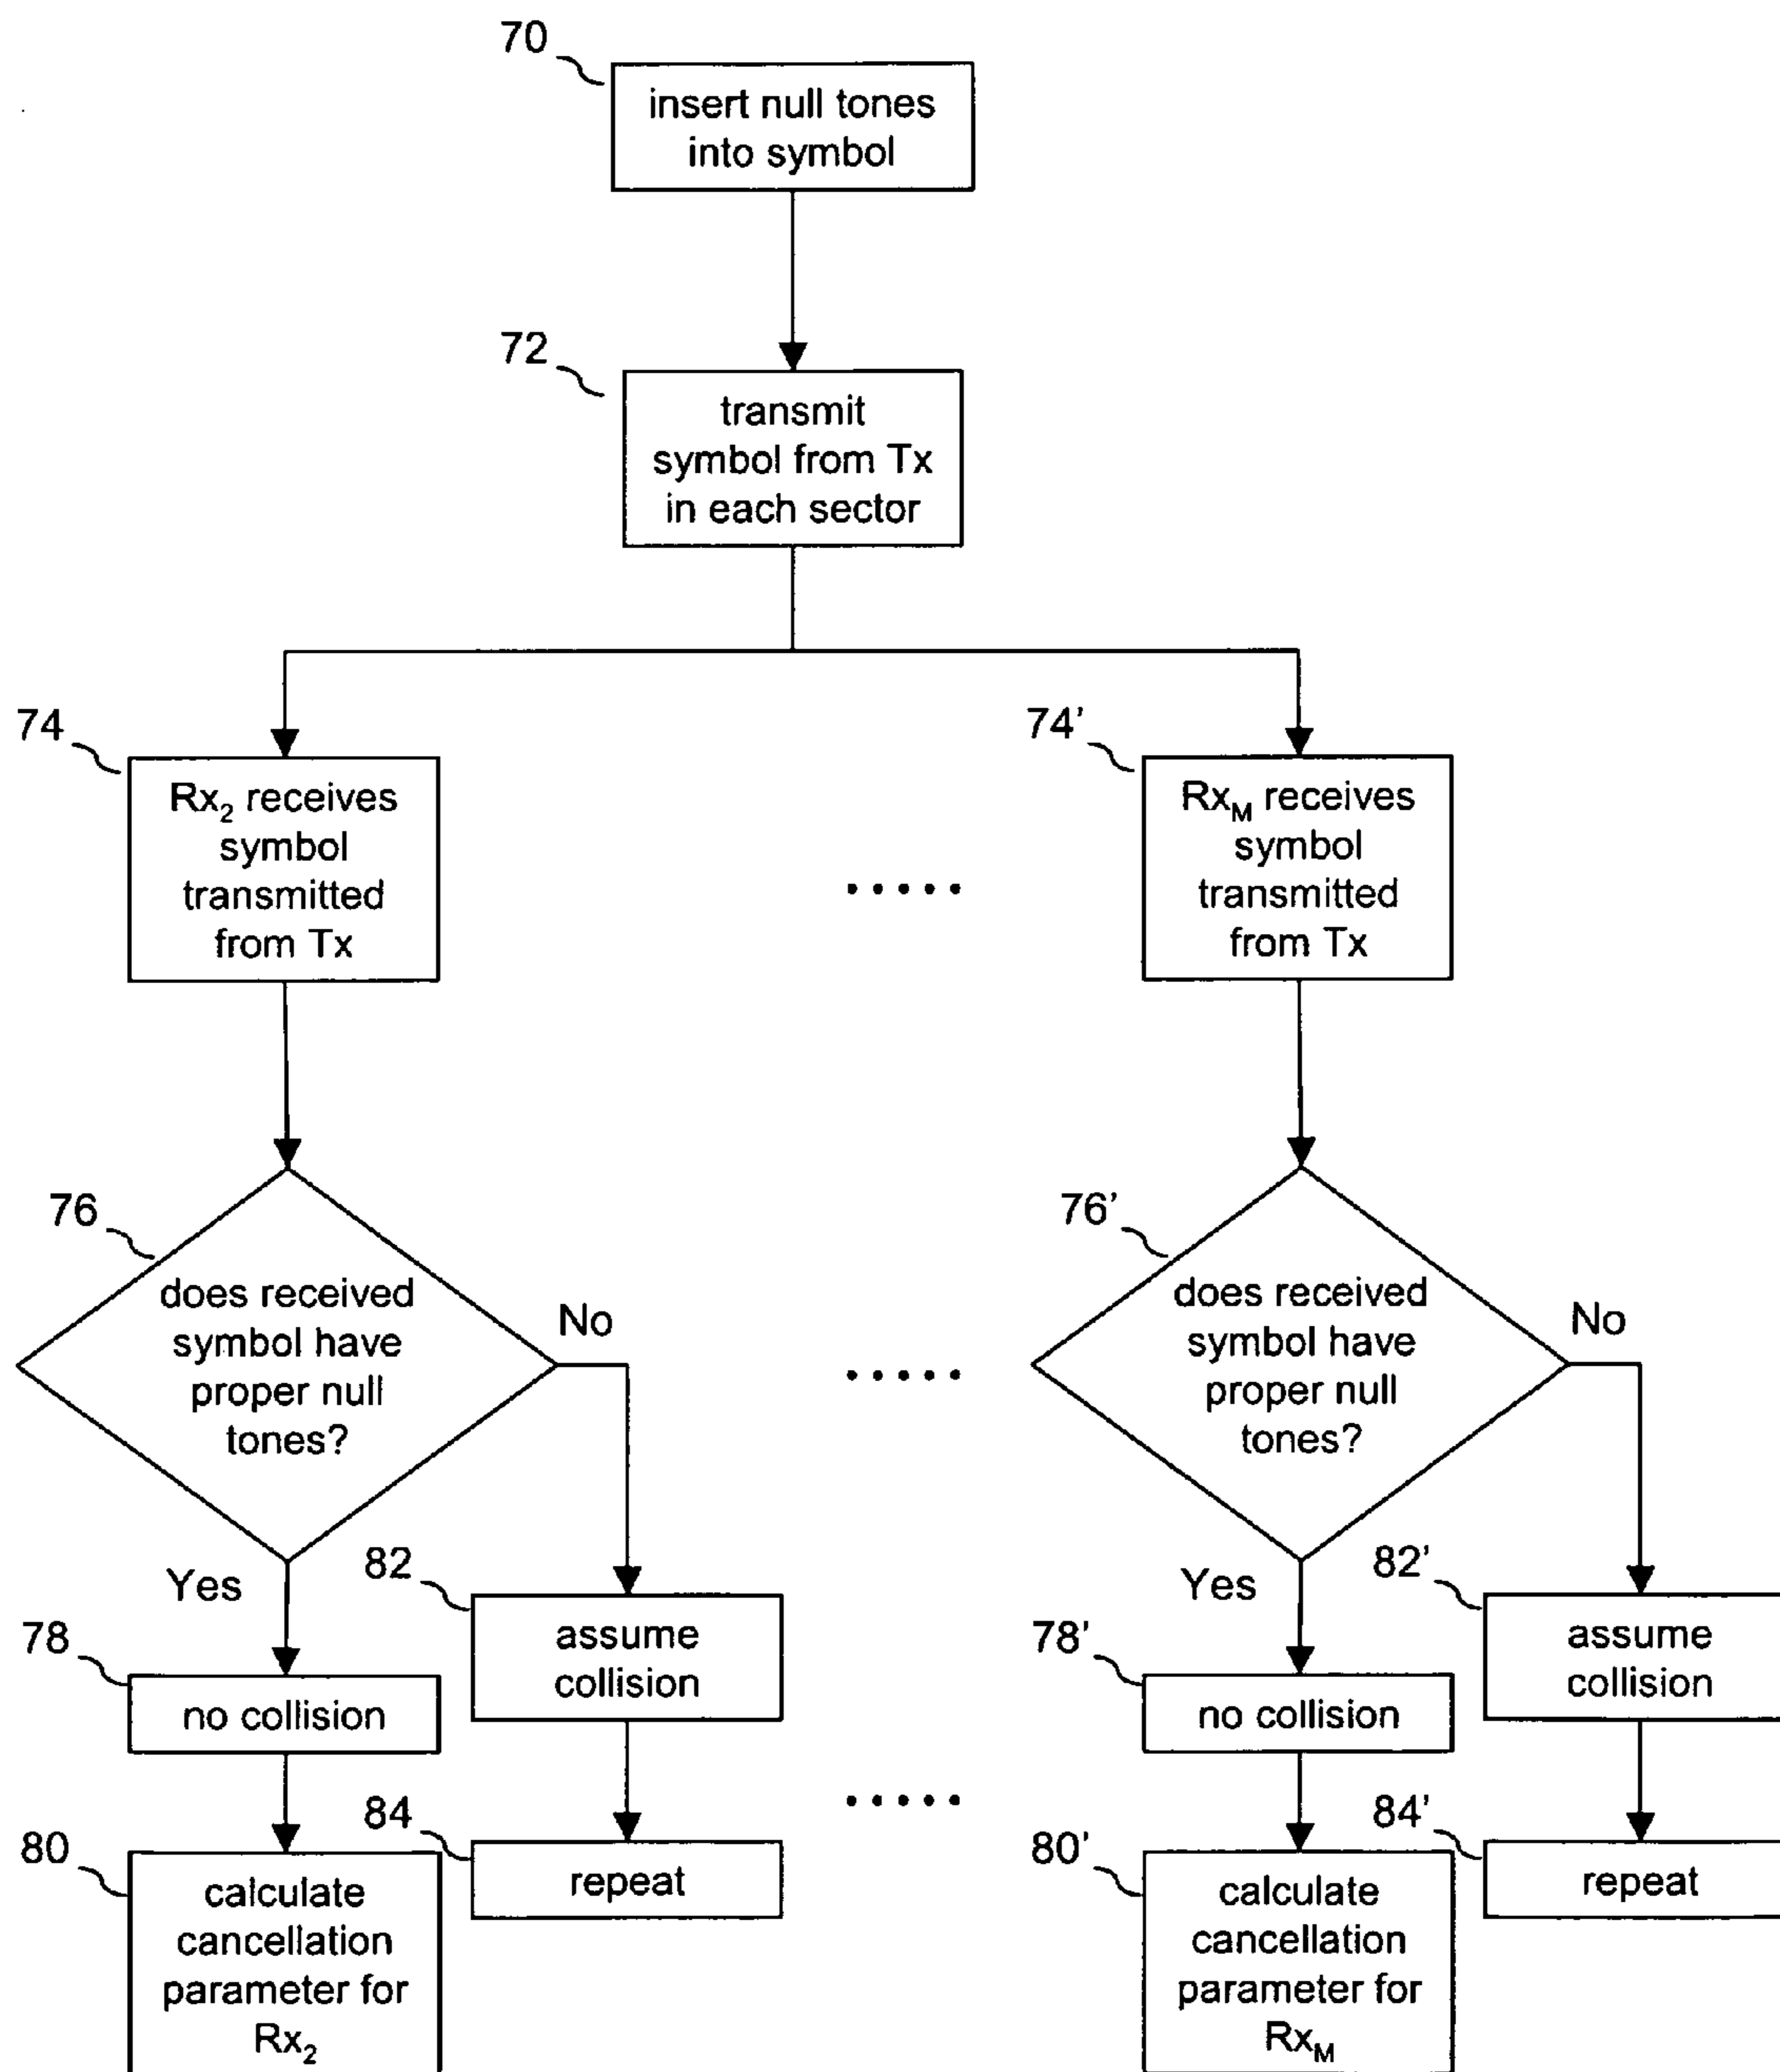 70
insert null tones
into symbol
72
transmit
symbol from Tx
in each sector
74
Rx₂ receives
symbol
transmitted
from Tx
.....
74'
Rx_M receives
symbol
transmitted
from Tx
76
does received
symbol have
proper null
tones?
No
Yes
.....
76'
does received
symbol have
proper null
tones?
No
Yes
78
no collision
82
assume
collision
78'
no collision
82'
assume
collision
80
calculate
cancellation
parameter for
Rx₂
84
repeat
.....
80'
calculate
cancellation
parameter for
Rx_M
84'
repeat